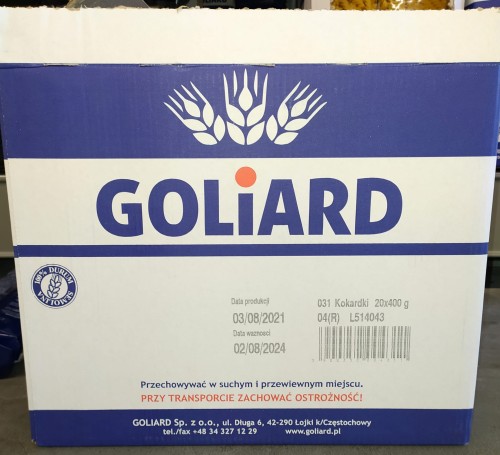 GOLiARD
100% DURUM
SEMOLINA
Data produkcji
03/08/2021
Data ważności
02/08/2024
031 Kokardki 20x400 g
04(R) L514043
Przechowywać w suchym i przewiewnym miejscu.
PRZY TRANSPORCIE ZACHOWAĆ OSTROŻNOŚĆ!
GOLIARD Sp. z o.o., ul. Długa 6, 42-290 Łojki k/Częstochowy
tel./fax +48 34 327 12 29 www.goliard.pl